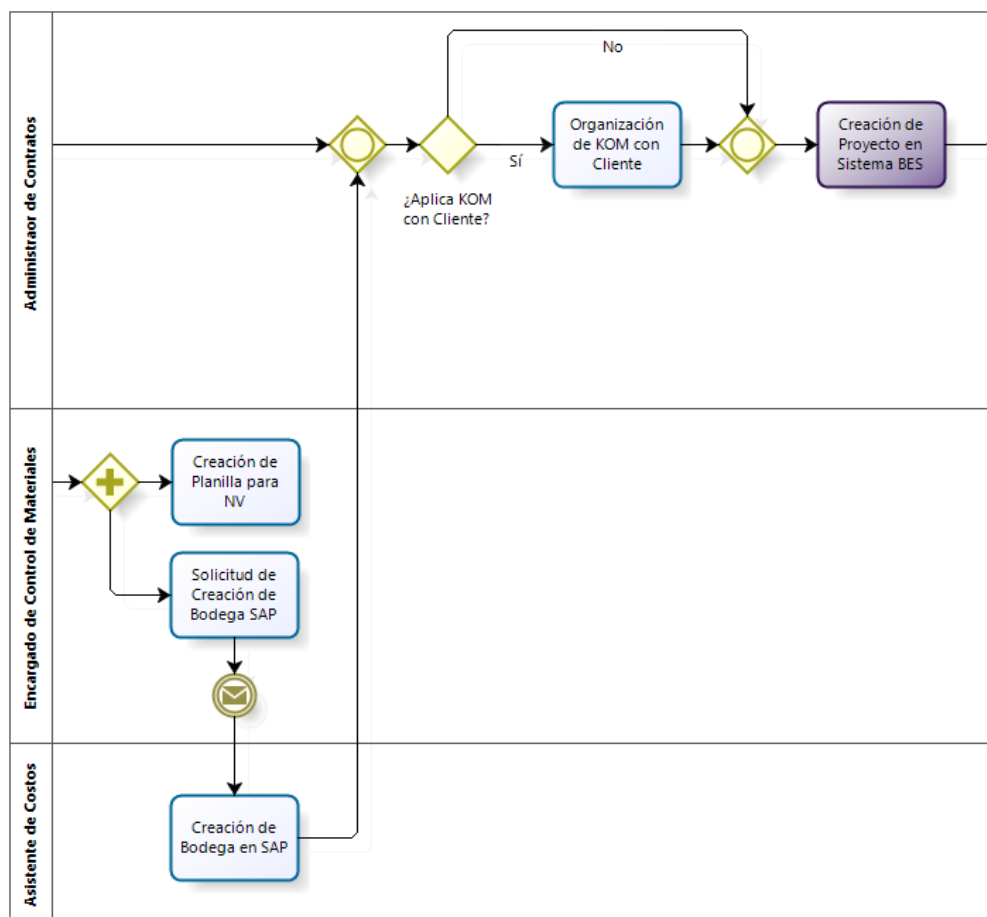 Administraor de Contratos
No
Organización
de KOM con
Cliente
Creación de
Proyecto en
Sistema BES
Sí
¿Aplica KOM
con Cliente?
Encargado de Control de Materiales
Creación de
Planilla para
NV
Solicitud de
Creación de
Bodega SAP
Asistente de Costos
Creación de
Bodega en SAP